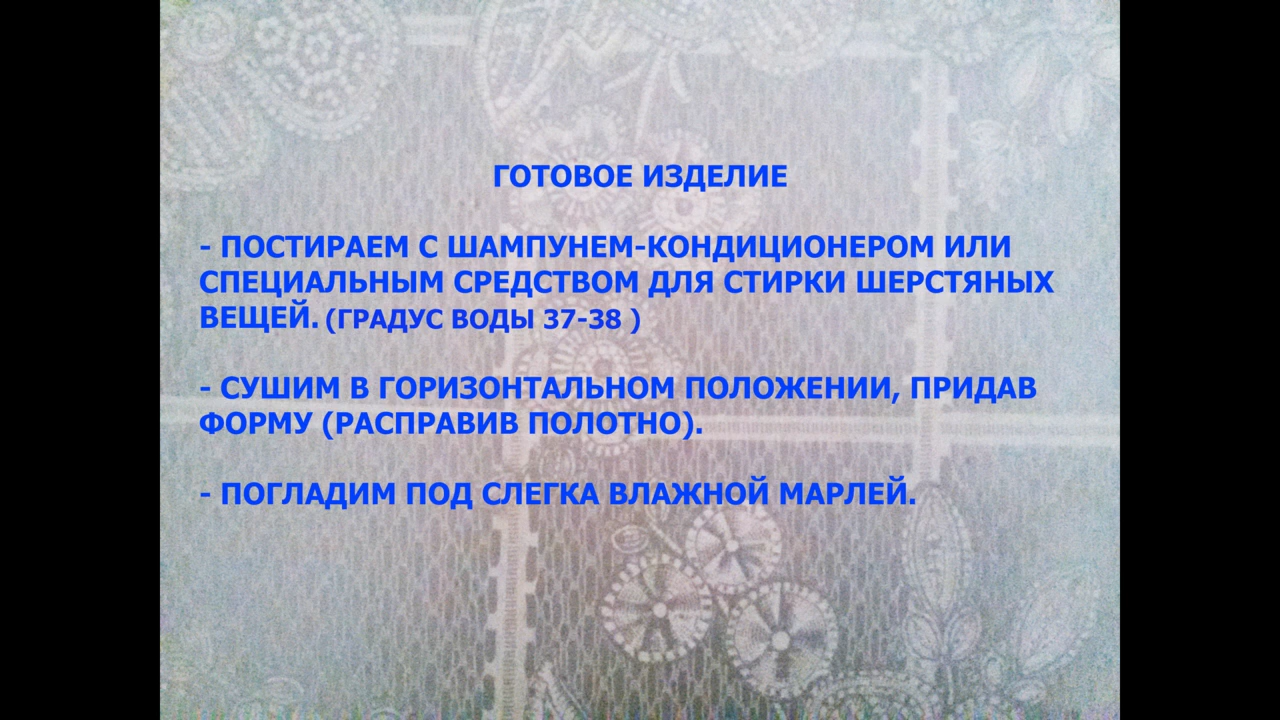 ГОТОВОЕ ИЗДЕЛИЕ
- ПОСТИРАЕМ С ШАМПУНЕМ-КОНДИЦИОНЕРОМ ИЛИ
СПЕЦИАЛЬНЫМ СРЕДСТВОМ ДЛЯ СТИРКИ ШЕРСТЯНЫХ
ВЕЩЕЙ. (ГРАДУС ВОДЫ 37-38 )
- СУШИМ В ГОРИЗОНТАЛЬНОМ ПОЛОЖЕНИИ, ПРИДАВ
ФОРМУ (РАСПРАВИВ ПОЛОТНО).
- ПОГЛАДИМ ПОД СЛЕГКА ВЛАЖНОЙ МАРЛЕЙ.